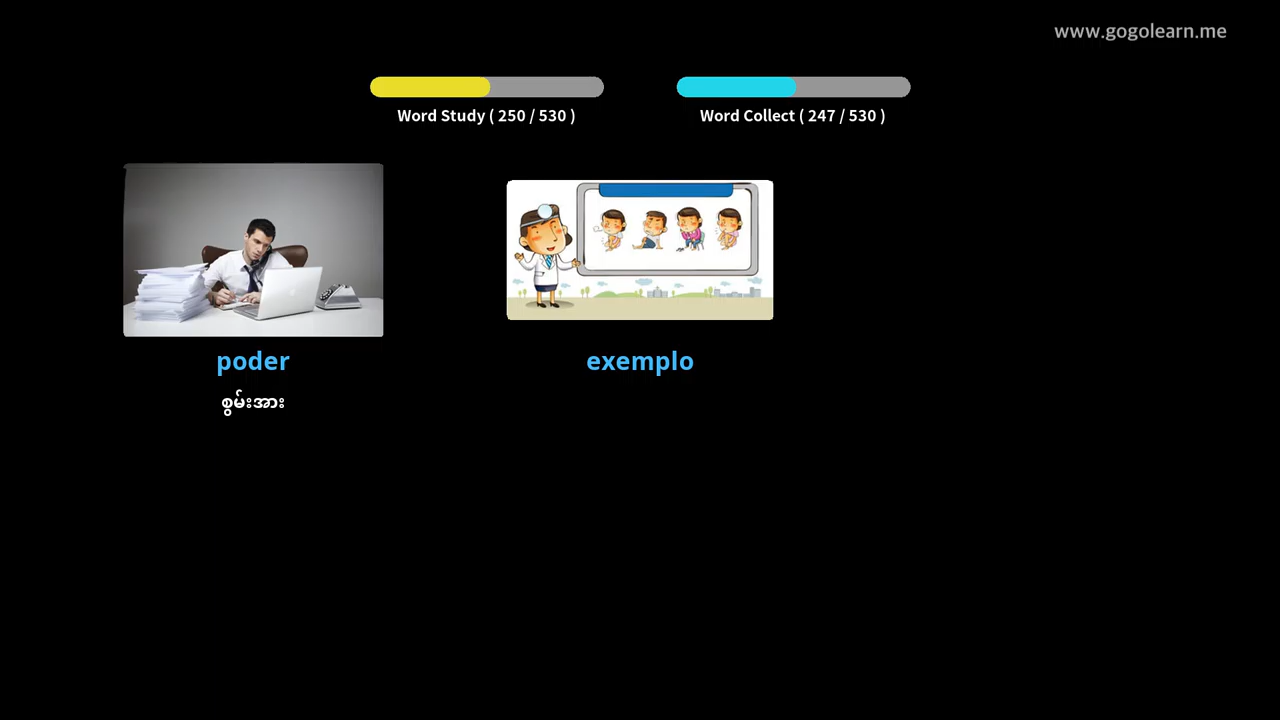 www.gogolearn.me
Word Study ( 250 / 530 )
Word Collect ( 247 / 530 )
poder
exemplo
စွမ်းအား